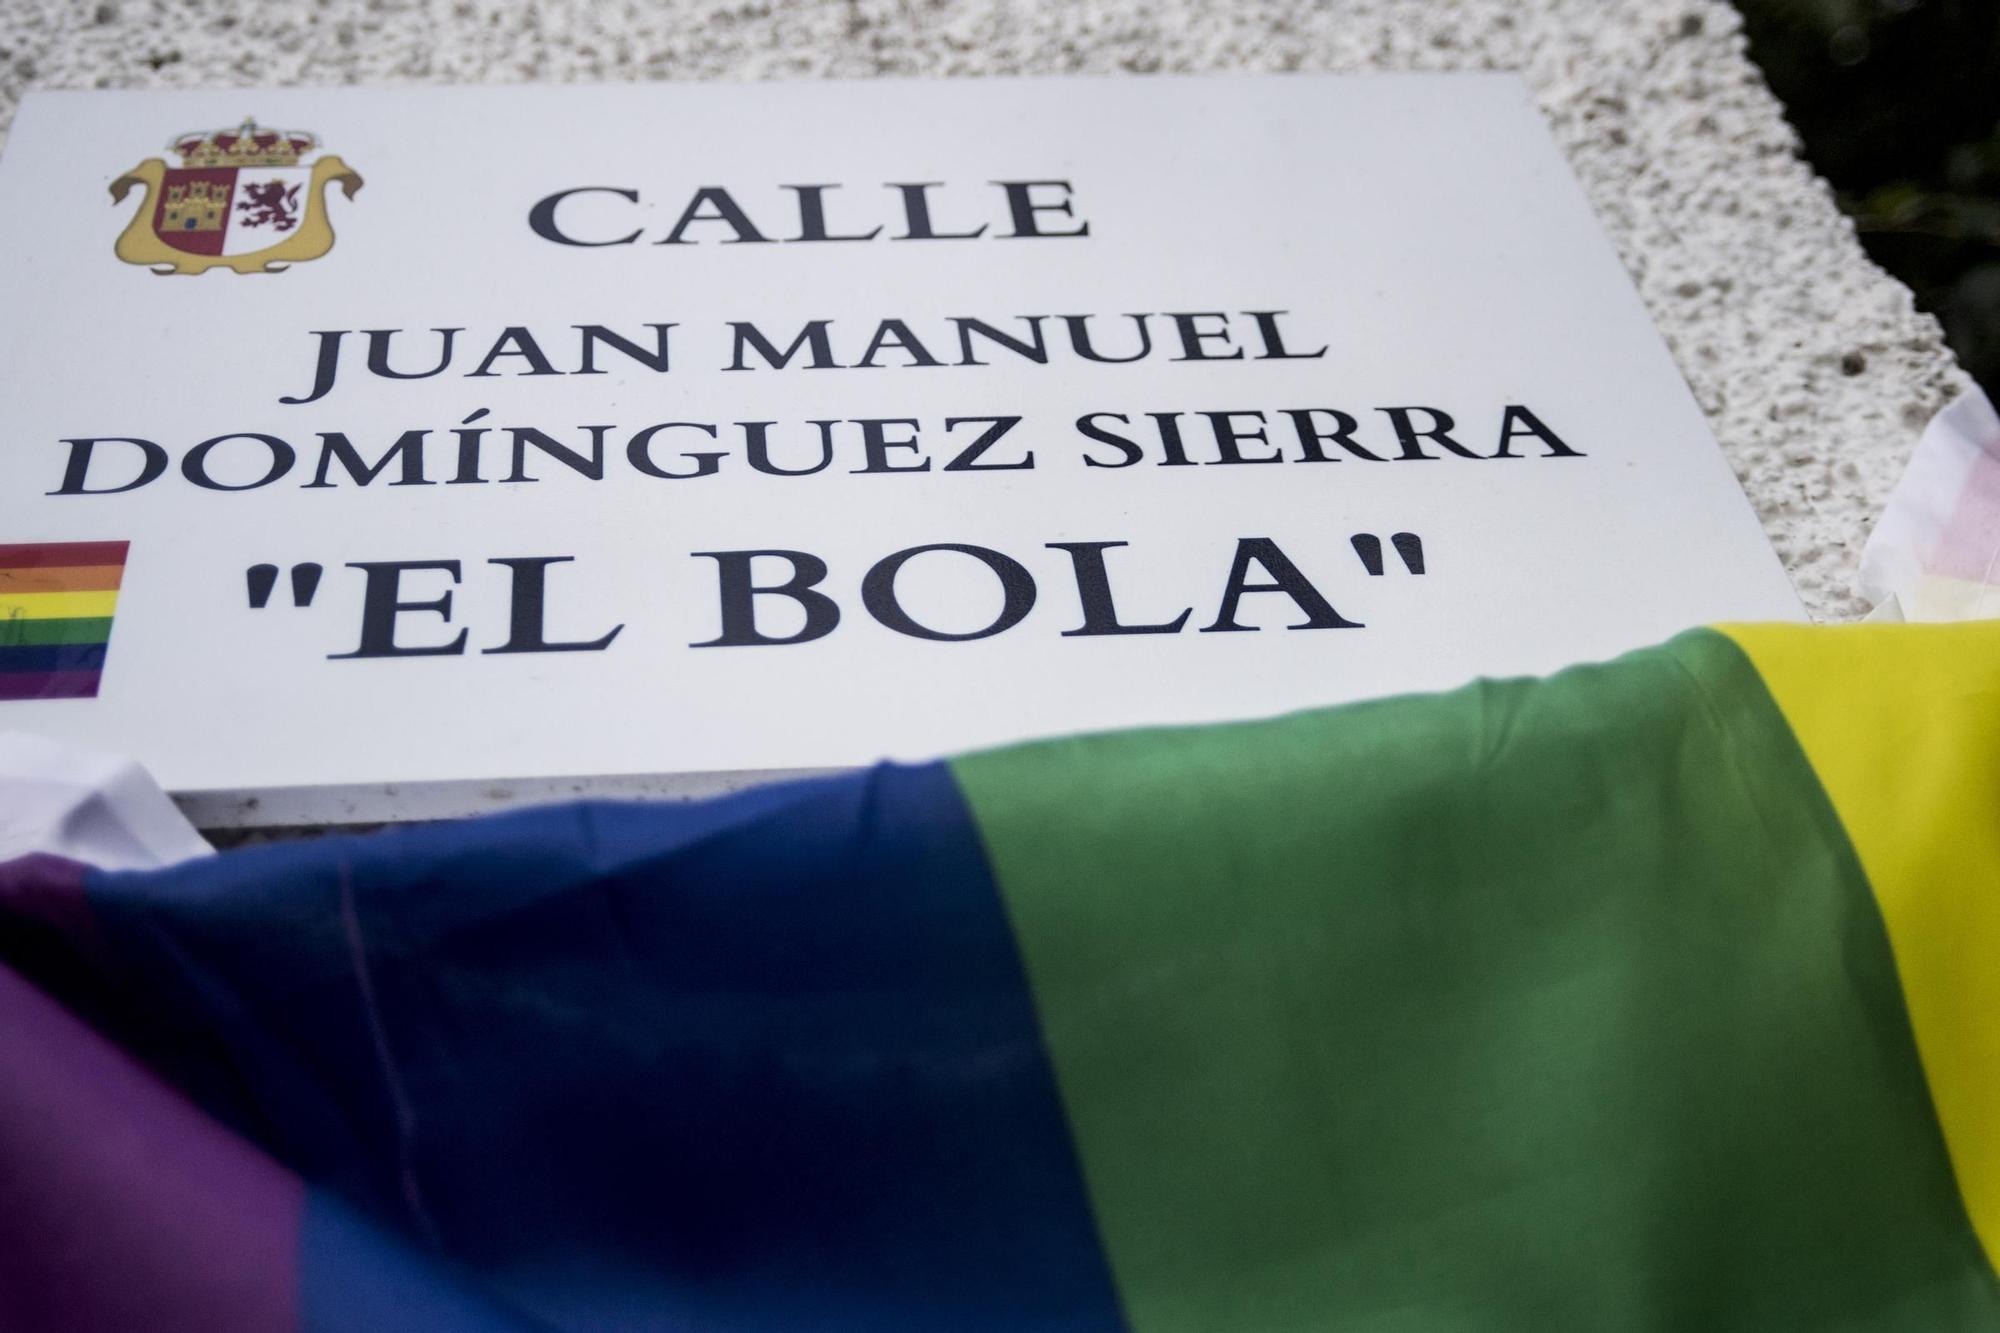 CALLE
JUAN MANUEL
DOMÍNGUEZ SIERRA
"EL BOLA"